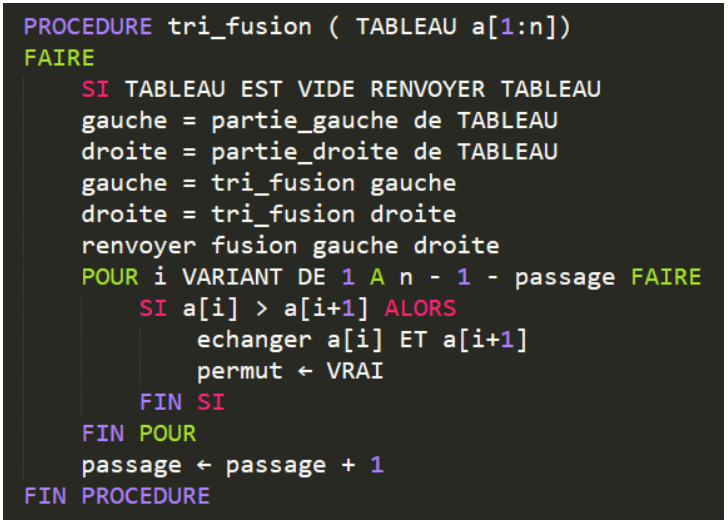 PROCEDURE tri_fusion ( TABLEAU a[1:n])
FAIRE
SI TABLEAU EST VIDE RENVOYER TABLEAU
gauche = partie_gauche de TABLEAU
droite = partie_droite de TABLEAU
gauche = tri_fusion gauche
droite = tri_fusion droite
renvoyer fusion gauche droite
POUR i VARIANT DE 1 A n - 1 - passage FAIRE
SI a[i] > a[i+1] ALORS
echanger a[i] ET a[i+1]
permut ← VRAI
FIN SI
FIN POUR
passage ← passage + 1
FIN PROCEDURE